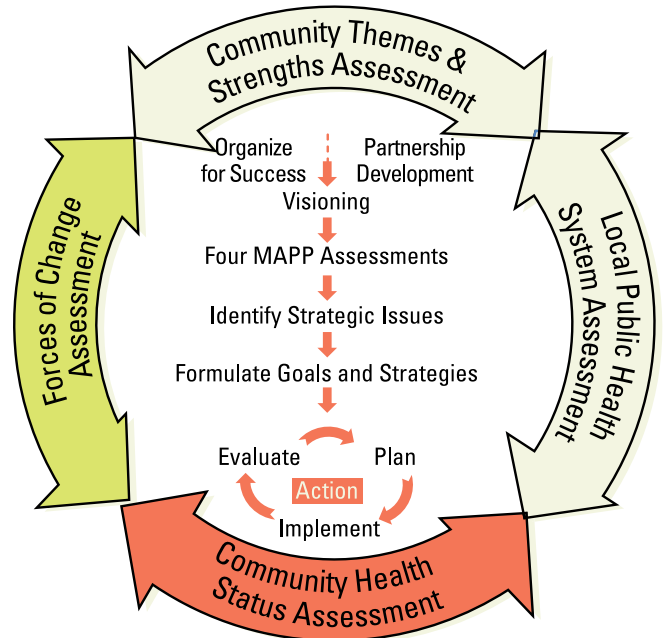 Community Themes &
Strengths Assessment
Organize
for Success
Partnership
Development
Visioning
Four MAPP Assessments
Identify Strategic Issues
Formulate Goals and Strategies
Evaluate
Plan
Action
Implement
Forces of Change
Assessment
Local Public Health
System Assessment
Community Health
Status Assessment